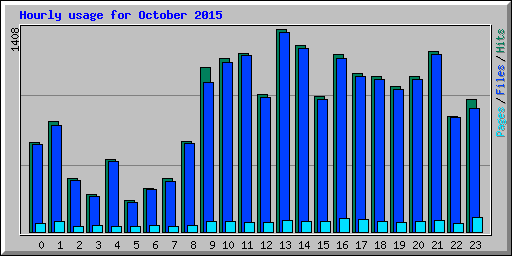 Hourly usage for October 2015
1408
Pages/Files/Hits
0 1 2 3 4 5 6 7 8 9 10 11 12 13 14 15 16 17 18 19 20 21 22 23